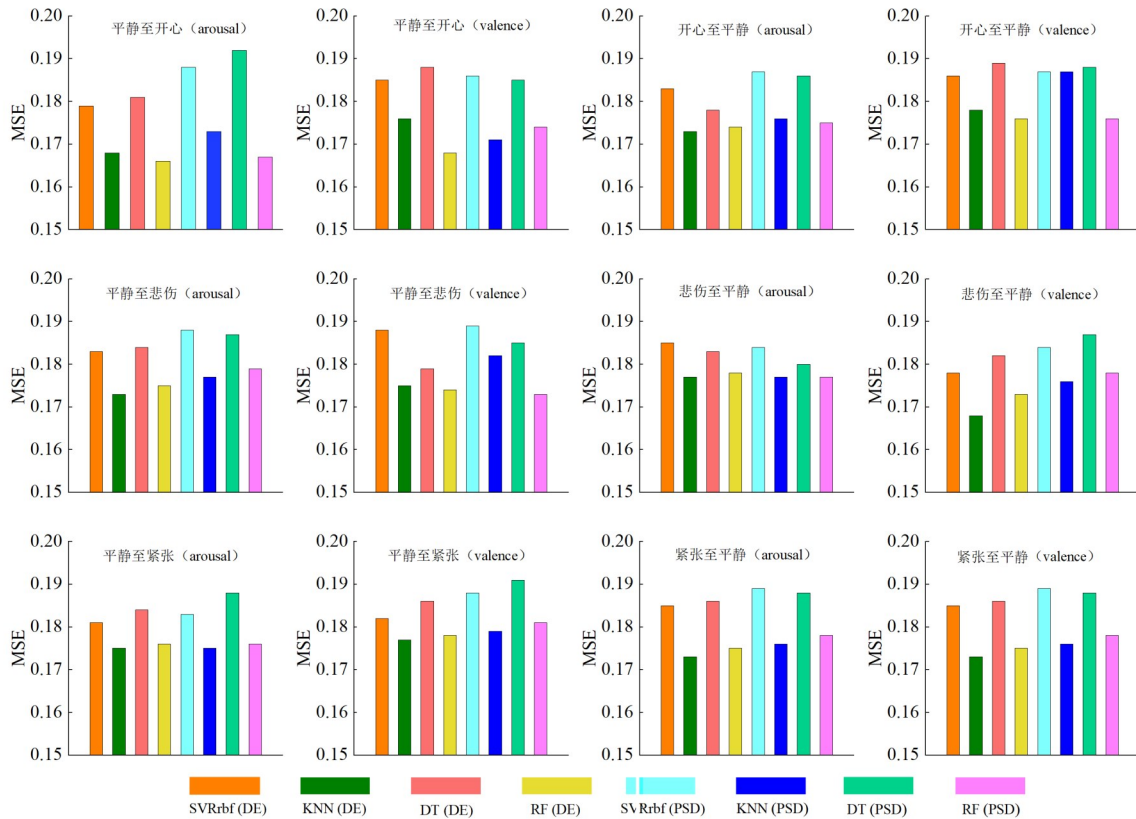 平静至开心（arousal）
平静至开心（valence）
开心至平静（arousal）
开心至平静（valence）
0.20
0.19
0.18
0.17
0.16
0.15
MSE
0.20
0.19
0.18
0.17
0.16
0.15
MSE
0.20
0.19
0.18
0.17
0.16
0.15
MSE
0.20
0.19
0.18
0.17
0.16
0.15
MSE
平静至悲伤（arousal）
平静至悲伤（valence）
悲伤至平静（arousal）
悲伤至平静（valence）
0.20
0.19
0.18
0.17
0.16
0.15
MSE
0.20
0.19
0.18
0.17
0.16
0.15
MSE
0.20
0.19
0.18
0.17
0.16
0.15
MSE
0.20
0.19
0.18
0.17
0.16
0.15
MSE
平静至紧张（arousal）
平静至紧张（valence）
紧张至平静（arousal）
紧张至平静（valence）
0.20
0.19
0.18
0.17
0.16
0.15
MSE
0.20
0.19
0.18
0.17
0.16
0.15
MSE
0.20
0.19
0.18
0.17
0.16
0.15
MSE
0.20
0.19
0.18
0.17
0.16
0.15
MSE
SVRrbf (DE)
KNN (DE)
DT (DE)
RF (DE)
SVRrbf (PSD)
KNN (PSD)
DT (PSD)
RF (PSD)